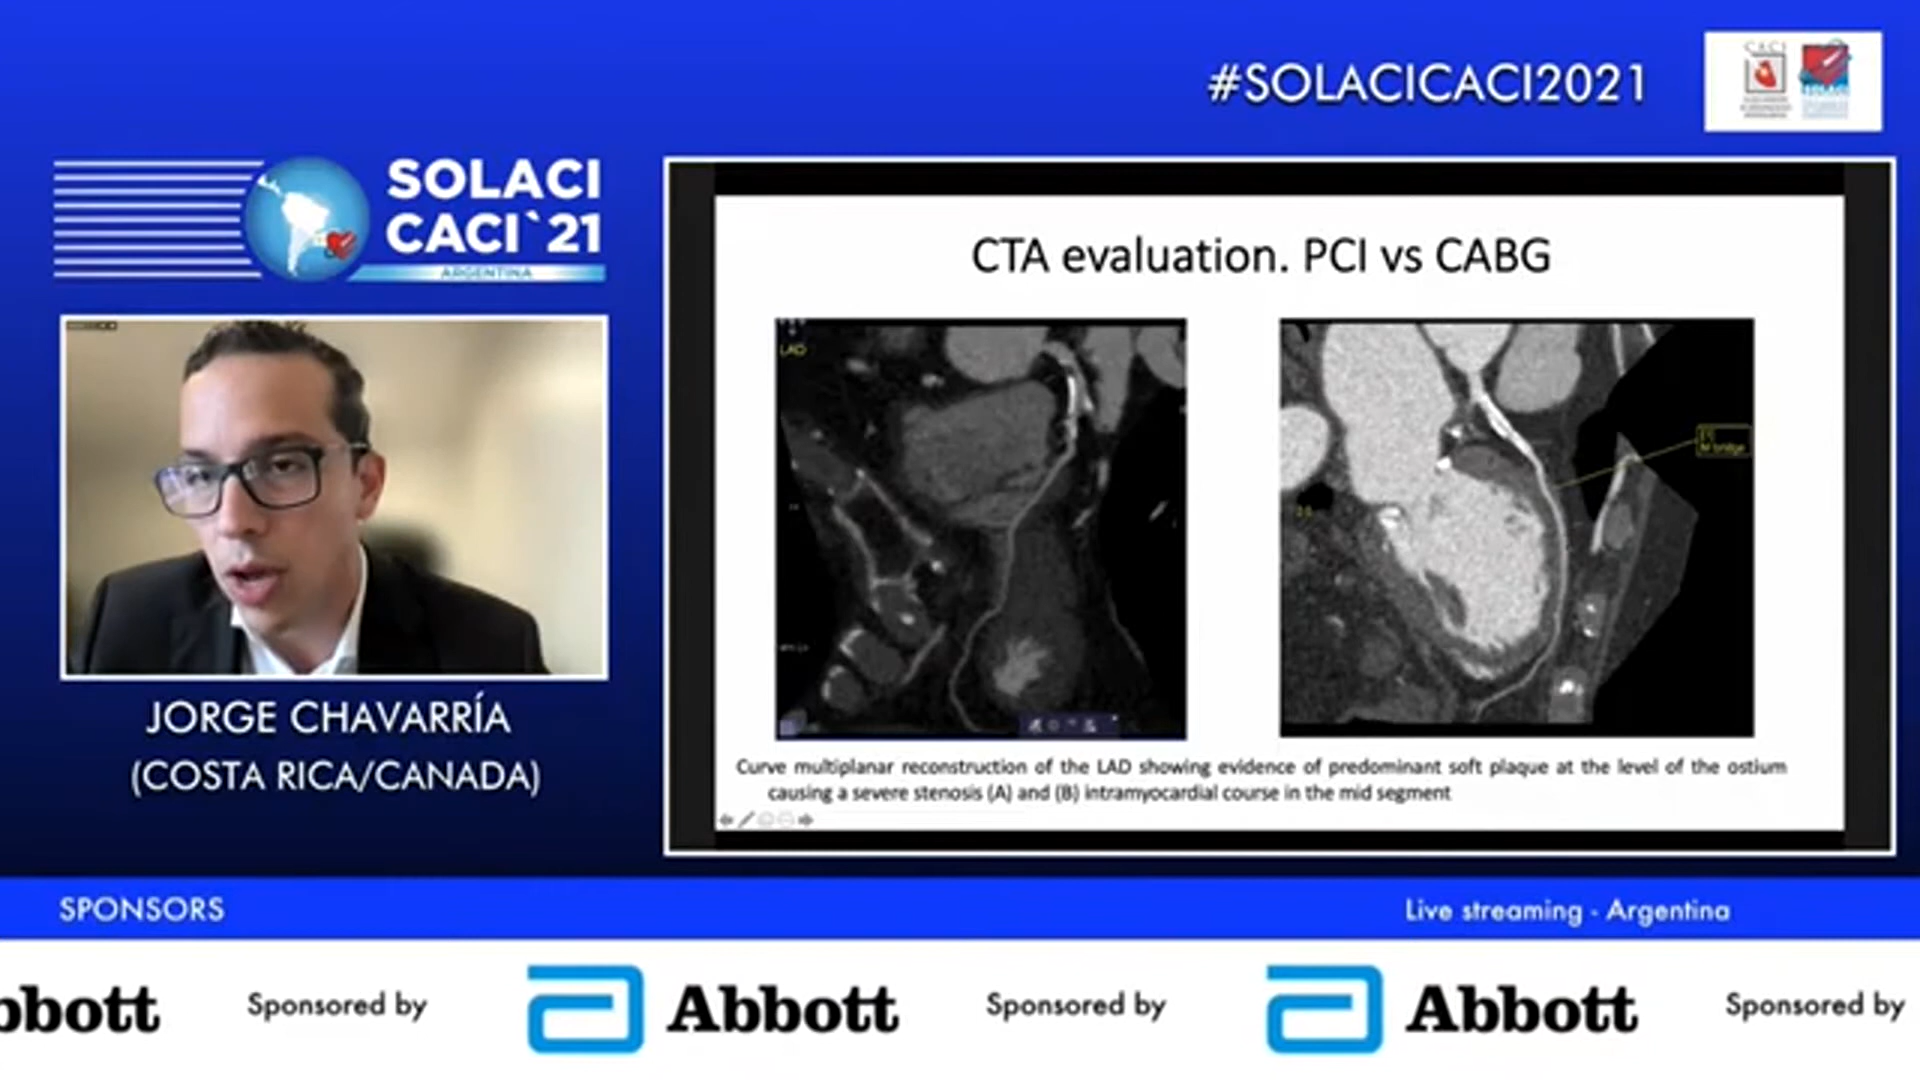 #SOLACICACI2021
CACI
SOLACI
SOLACI
CACI`21
ARGENTINA
CTA evaluation. PCI vs CABG
LAD
M bridge
JORGE CHAVARRÍA
(COSTA RICA/CANADA)
Curve multiplanar reconstruction of the LAD showing evidence of predominant soft plaque at the level of the ostium
causing a severe stenosis (A) and (B) intramyocardial course in the mid segment
SPONSORS
Live streaming - Argentina
bbott Sponsored by Abbott Sponsored by Abbott Sponsored by